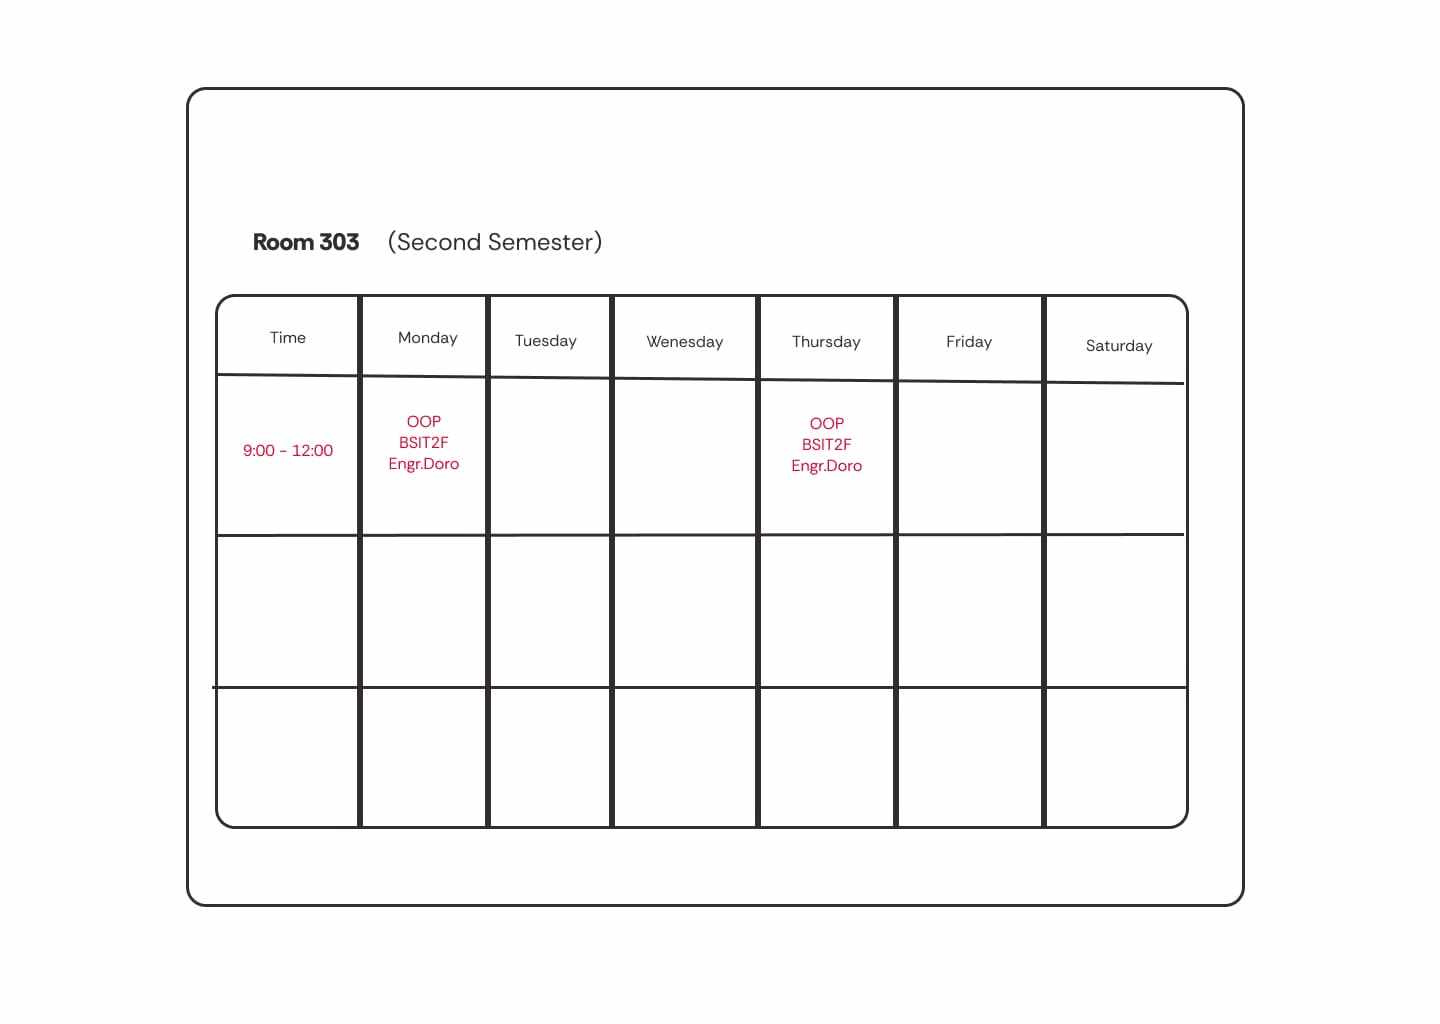 Room 303 (Second Semester)
Time Monday Tuesday Wenesday Thursday Friday Saturday
9:00 - 12:00
OOP
BSIT2F
Engr.Doro
OOP
BSIT2F
Engr.Doro